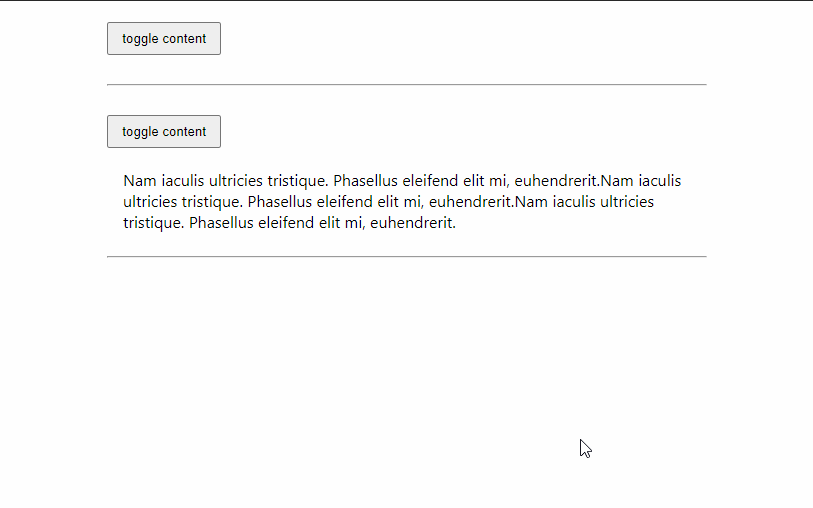 toggle content
toggle content
Nam iaculis ultricies tristique. Phasellus eleifend elit mi, euhendrerit.Nam iaculis
ultricies tristique. Phasellus eleifend elit mi, euhendrerit.Nam iaculis ultricies
tristique. Phasellus eleifend elit mi, euhendrerit.